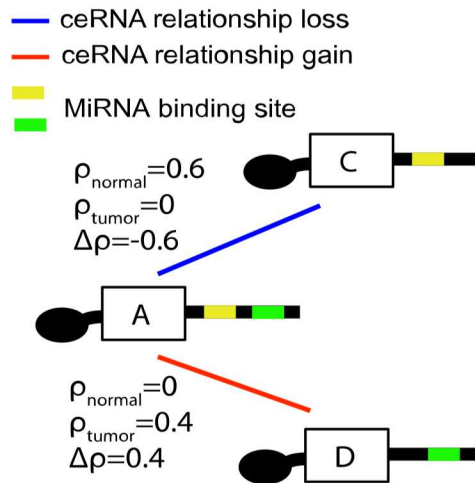 ceRNA relationship loss
ceRNA relationship gain
MiRNA binding site
C
ρnormal=0.6
ρtumor=0
Δρ=-0.6
A
ρnormal=0
ρtumor=0.4
Δρ=0.4
D